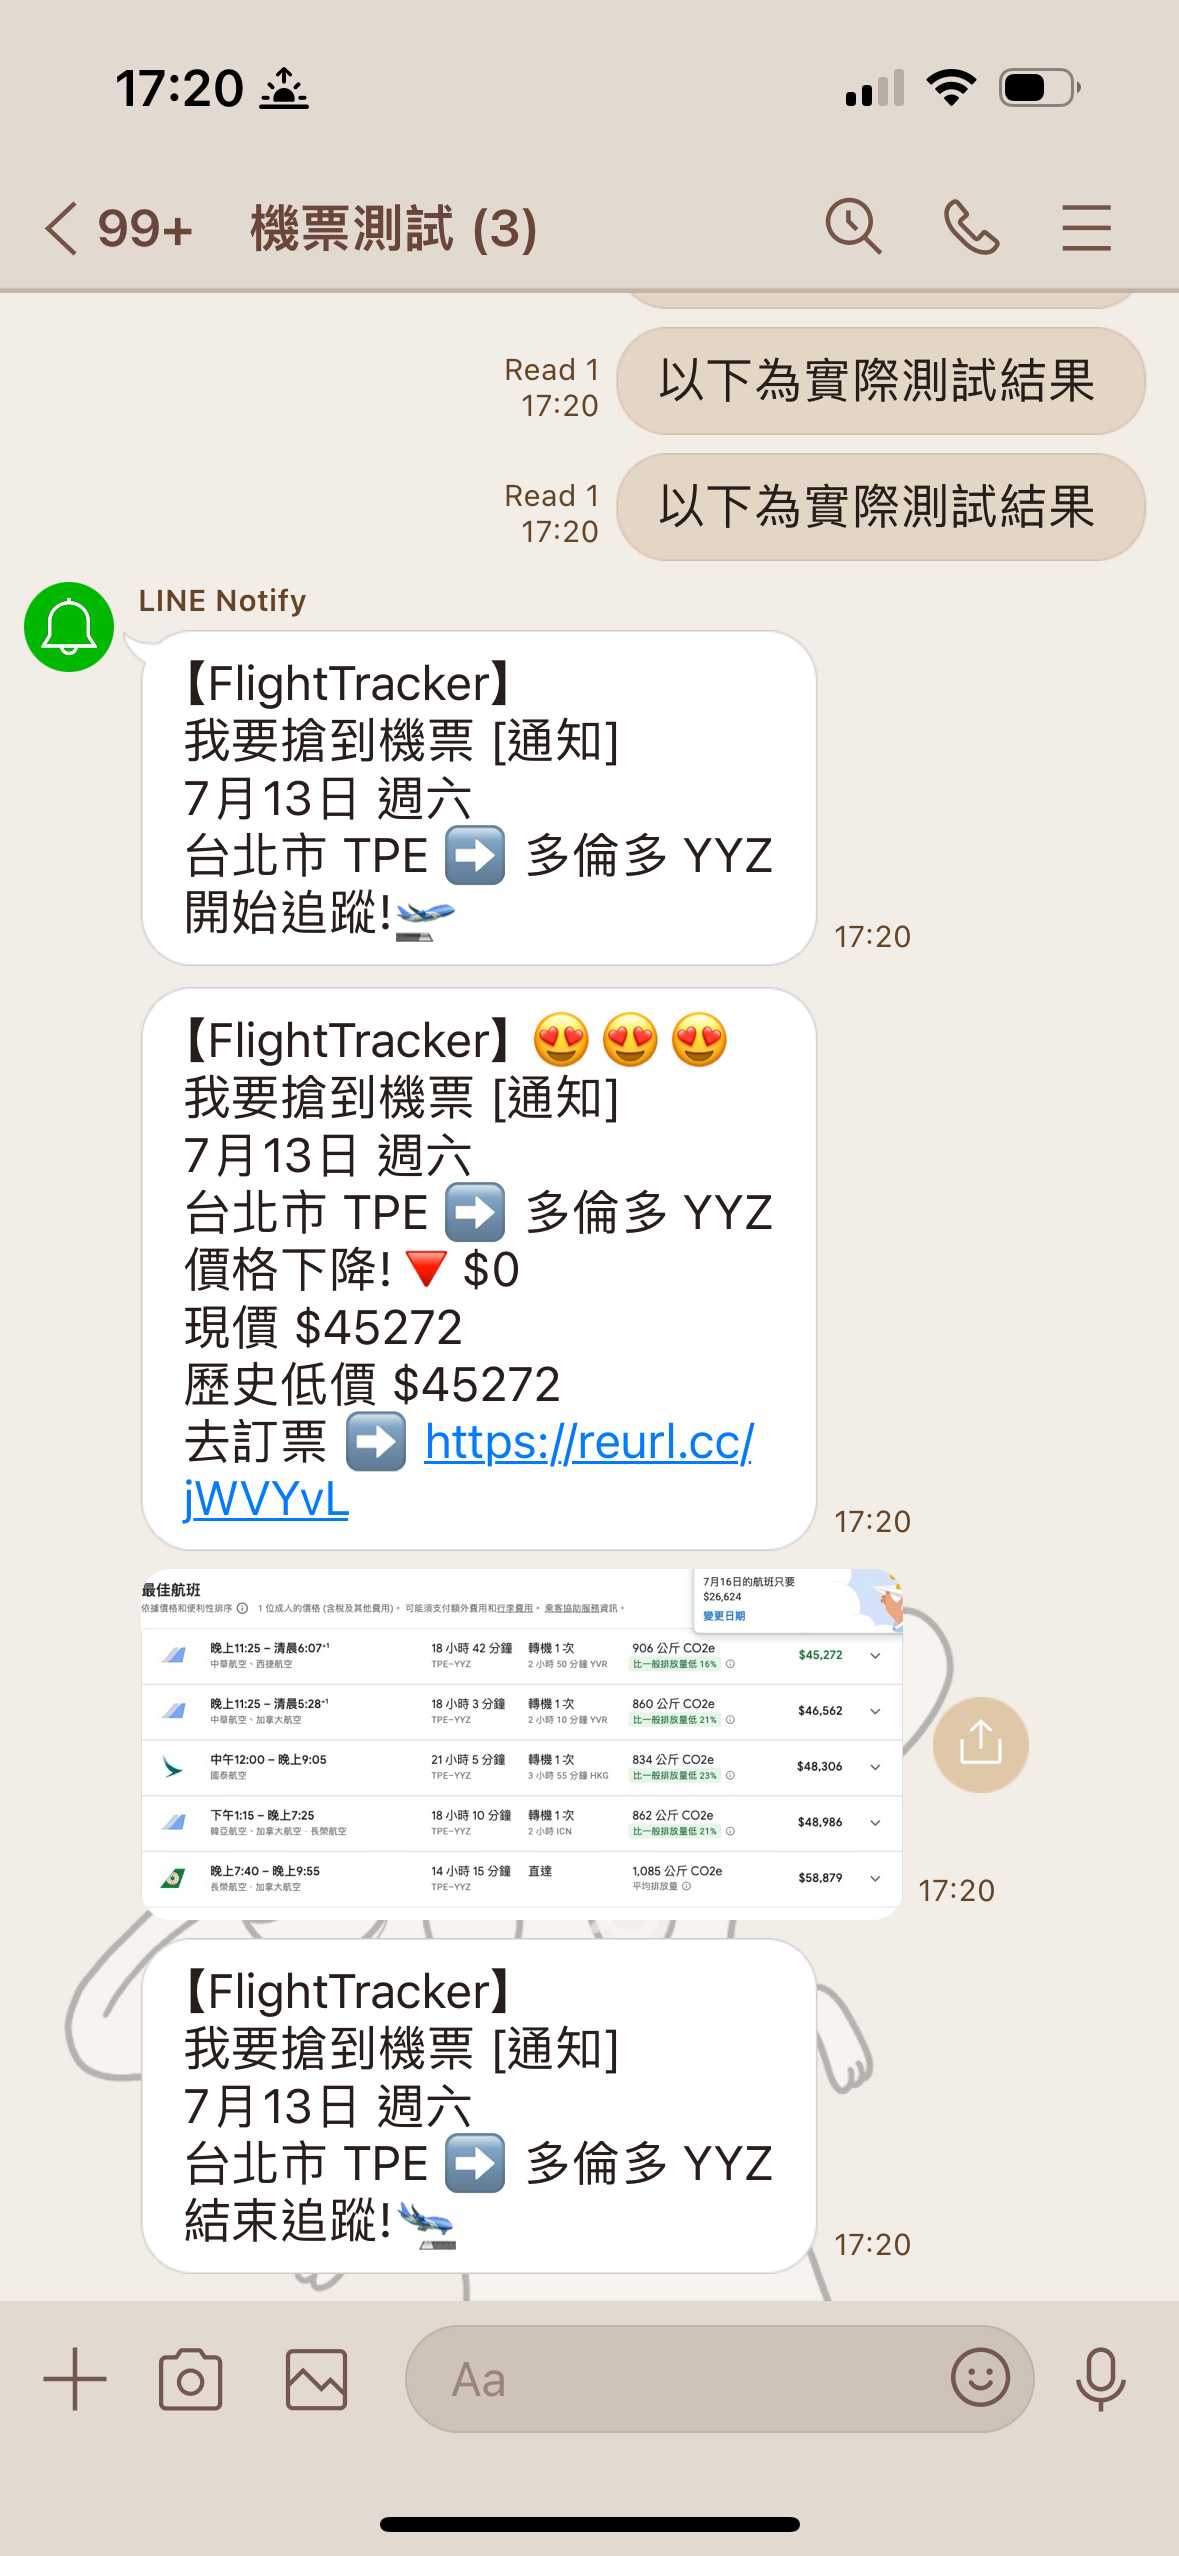 17:20
99+ 機票測試 (3)
Read 1
17:20
以下為實際測試結果
Read 1
17:20
以下為實際測試結果
LINE Notify
【FlightTracker】
我要搶到機票 [通知]
7月13日 週六
台北市 TPE ➡️ 多倫多 YYZ
開始追蹤!🛫
17:20
【FlightTracker】😍😍😍
我要搶到機票 [通知]
7月13日 週六
台北市 TPE ➡️ 多倫多 YYZ
價格下降!🔻$0
現價 $45272
歷史低價 $45272
去訂票 ➡️ https://reurl.cc/
jWVYvL
17:20
最佳航班
依據價格和便利性排序 ⓘ 1 位成人的價格 (含稅及其他費用)。 可能須支付額外費用和行李費用。 乘客協助服務資訊。
7月16日的航班只要
$26,624
變更日期
晚上11:25 – 清晨6:07+1 18 小時 42 分鐘 轉機 1 次 906 公斤 CO2e $45,272
中華航空、西捷航空 TPE–YYZ 2 小時 50 分鐘 YVR 比一般排放量低 16% ⓘ
晚上11:25 – 清晨5:28+1 18 小時 3 分鐘 轉機 1 次 860 公斤 CO2e $46,562
中華航空、加拿大航空 TPE–YYZ 2 小時 10 分鐘 YVR 比一般排放量低 21% ⓘ
中午12:00 – 晚上9:05 21 小時 5 分鐘 轉機 1 次 834 公斤 CO2e $48,306
國泰航空 TPE–YYZ 3 小時 55 分鐘 HKG 比一般排放量低 23% ⓘ
下午1:15 – 晚上7:25 18 小時 10 分鐘 轉機 1 次 862 公斤 CO2e $48,986
韓亞航空、加拿大航空 · 長榮航空 TPE–YYZ 2 小時 ICN 比一般排放量低 21% ⓘ
晚上7:40 – 晚上9:55 14 小時 15 分鐘 直達 1,085 公斤 CO2e $58,879
長榮航空 · 加拿大航空 TPE–YYZ 平均排放量 ⓘ
17:20
【FlightTracker】
我要搶到機票 [通知]
7月13日 週六
台北市 TPE ➡️ 多倫多 YYZ
結束追蹤!🛬
17:20
Aa